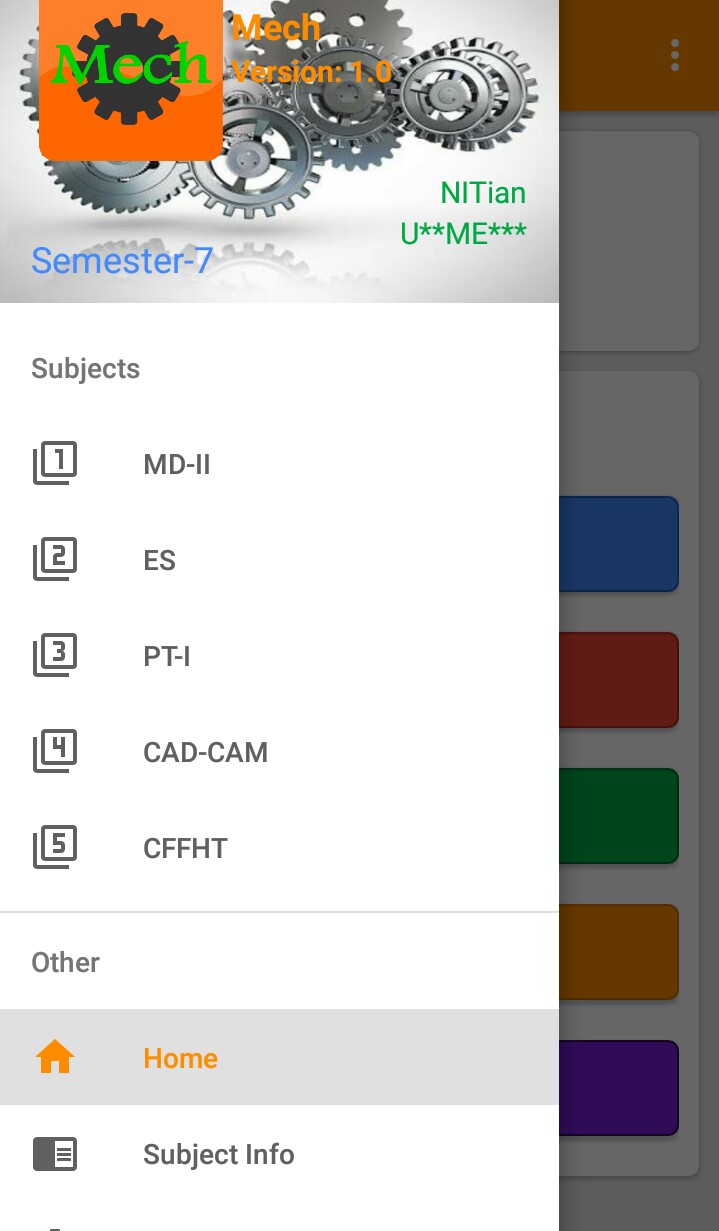 Mech
Mech
Version: 1.0
NITian
U**ME***
Semester-7
Subjects
1 MD-II
2 ES
3 PT-I
4 CAD-CAM
5 CFFHT
Other
Home
Subject Info